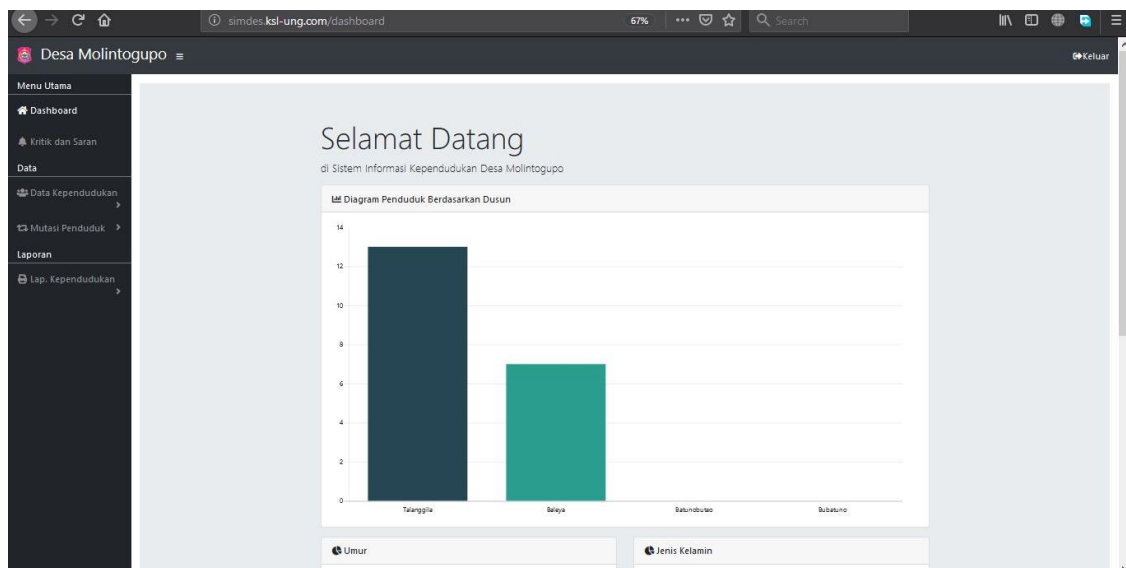 simdes.ksl-ung.com/dashboard
67%
Search
Desa Molintogupo
Keluar
Menu Utama
Dashboard
Kritik dan Saran
Data
Data Kependudukan
Mutasi Penduduk
Laporan
Lap. Kependudukan
Selamat Datang
di Sistem Informasi Kependudukan Desa Molintogupo
Diagram Penduduk Berdasarkan Dusun
14
12
10
8
6
4
2
0
Talanggila Baleya Batunobutao Bubatuno
Umur
Jenis Kelamin